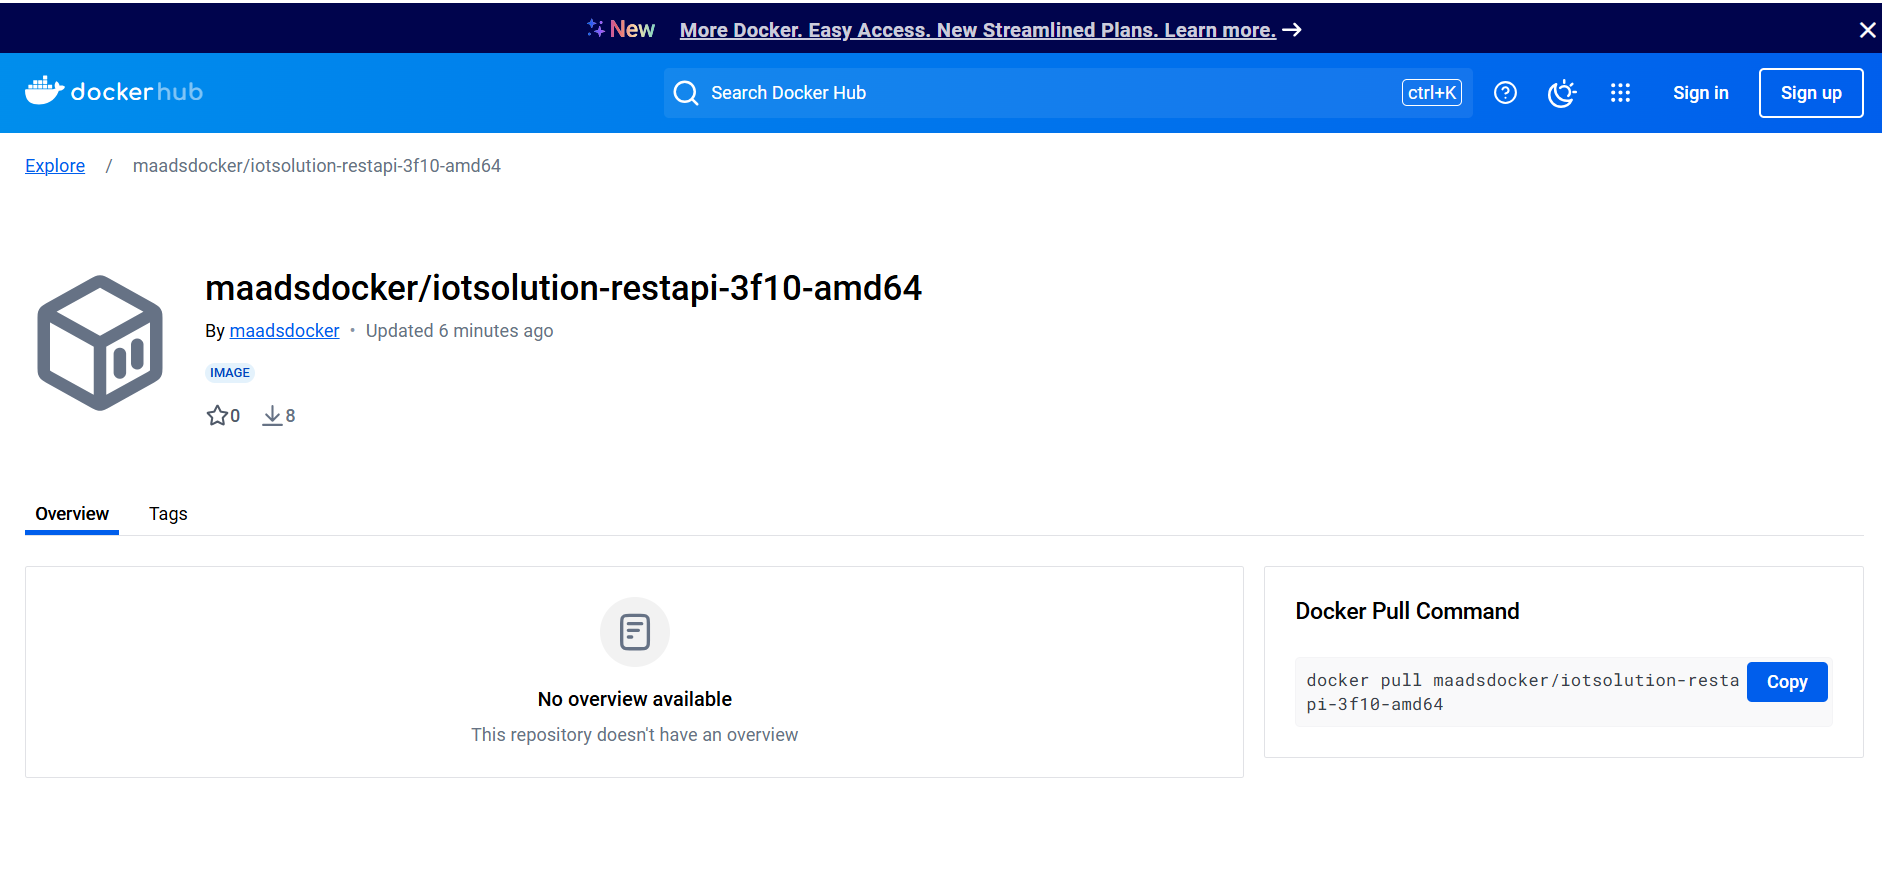 New More Docker. Easy Access. New Streamlined Plans. Learn more.
dockerhub
Search Docker Hub
ctrl+K
Sign in
Sign up
Explore / maadsdocker/iotsolution-restapi-3f10-amd64
maadsdocker/iotsolution-restapi-3f10-amd64
By maadsdocker • Updated 6 minutes ago
IMAGE
0 8
Overview
Tags
No overview available
This repository doesn't have an overview
Docker Pull Command
docker pull maadsdocker/iotsolution-resta
pi-3f10-amd64
Copy